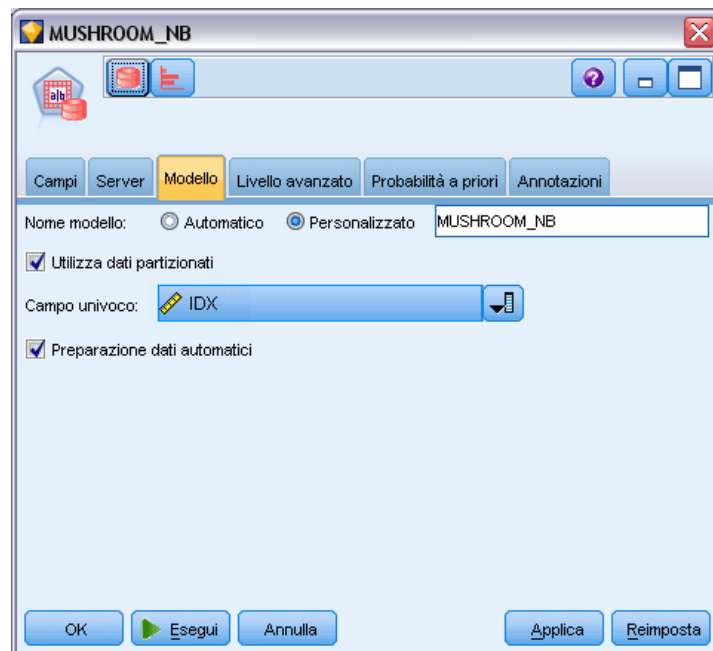 MUSHROOM_NB
a|b
?
Campi Server Modello Livello avanzato Probabilità a priori Annotazioni
Nome modello: Automatico Personalizzato MUSHROOM_NB
Utilizza dati partizionati
Campo univoco: IDX
Preparazione dati automatici
OK Esegui Annulla Applica Reimposta